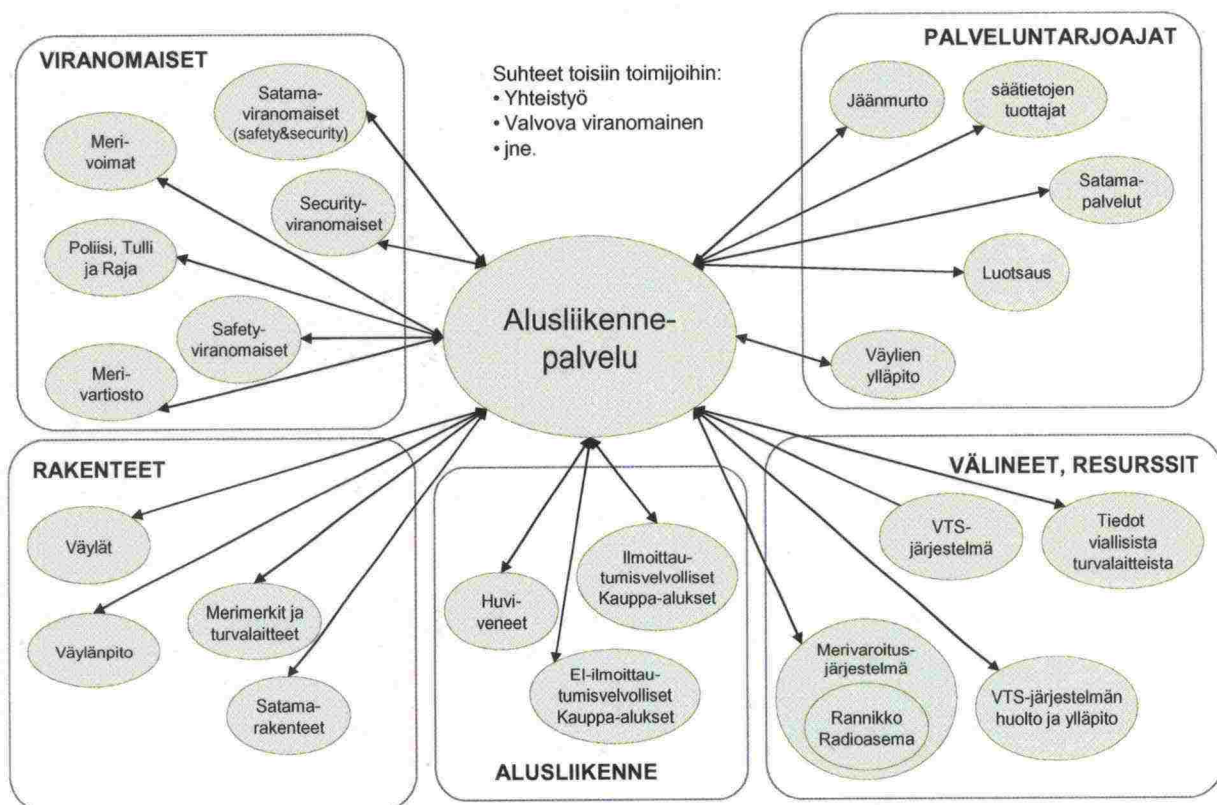 VIRANOMAISET
Satama-
viranomaiset
(safety&security)
Meri-
voimat
Security-
viranomaiset
Poliisi, Tulli
ja Raja
Safety-
viranomaiset
Meri-
vartiosto
Suhteet toisiin toimijoihin:
• Yhteistyö
• Valvova viranomainen
• jne.
PALVELUNTARJOAJAT
Jäänmurto
säätietojen
tuottajat
Satama-
palvelut
Luotsaus
Väylien
ylläpito
Alusliikenne-
palvelu
RAKENTEET
Väylät
Väylänpito
Merimerkit ja
turvalaitteet
Satama-
rakenteet
Huvi-
veneet
Ilmoittau-
tumisvelvolliset
Kauppa-alukset
EI-ilmoittau-
tumisvelvolliset
Kauppa-alukset
ALUSLIIKENNE
VÄLINEET, RESURSSIT
VTS-
järjestelmä
Tiedot
viallisista
turvalaitteista
Merivaroitus-
järjestelmä
Rannikko
Radioasema
VTS-järjestelmän
huolto ja ylläpito